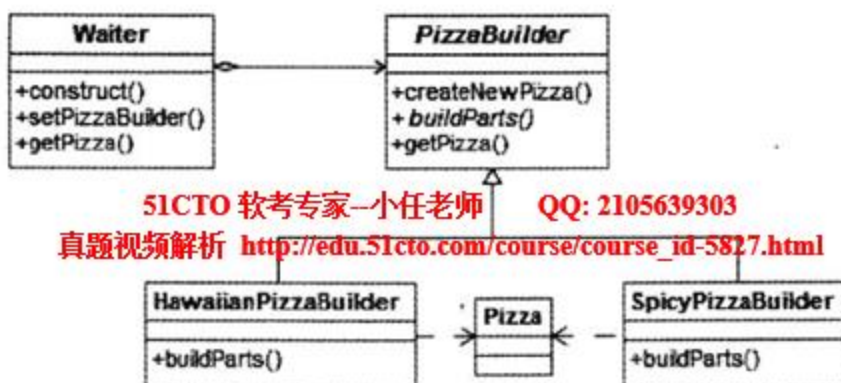 Waiter
+construct()
+setPizzaBuilder()
+getPizza()
PizzaBuilder
+createNewPizza()
+buildParts()
+getPizza()
51CTO 软考专家--小任老师 QQ: 2105639303
真题视频解析 http://edu.51cto.com/course/course_id-5827.html
HawaiianPizzaBuilder
+buildParts()
Pizza
SpicyPizzaBuilder
+buildParts()